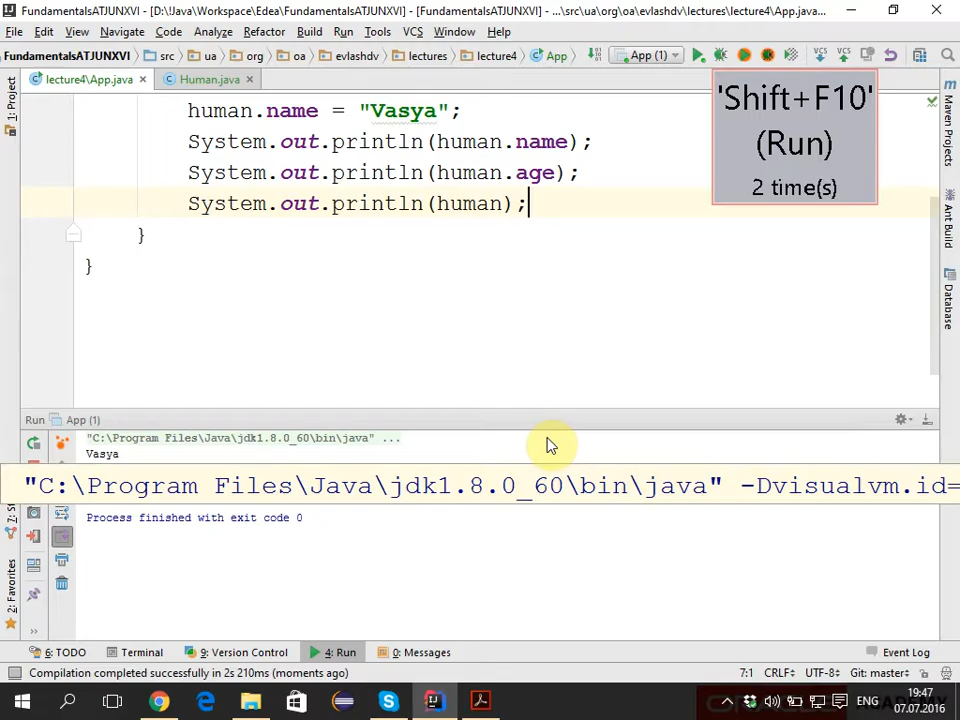 FundamentalsATJUNXVI - [D:\Java\Workspace\Edea\FundamentalsATJUNXVI] - [FundamentalsATJUNXVI] - ...\src\ua\org\oa\evlashdv\lectures\lecture4\App.java...
File Edit View Navigate Code Analyze Refactor Build Run Tools VCS Window Help
FundamentalsATJUNXVI src ua org oa evlashdv lectures lecture4 App App (1) VCS VCS
lecture4\App.java Human.java
1: Project
human.name = "Vasya";
System.out.println(human.name);
System.out.println(human.age);
System.out.println(human);
}
}
'Shift+F10'
(Run)
2 time(s)
Maven Projects
Ant Build
Database
Run App (1)
"C:\Program Files\Java\jdk1.8.0_60\bin\java" ...
Vasya
"C:\Program Files\Java\jdk1.8.0_60\bin\java" -Dvisualvm.id=
Process finished with exit code 0
2: Favorites
6: TODO Terminal 9: Version Control 4: Run 0: Messages Event Log
Compilation completed successfully in 2s 210ms (moments ago) 7:1 CRLF÷ UTF-8÷ Git: master÷
ENG
19:47
07.07.2016